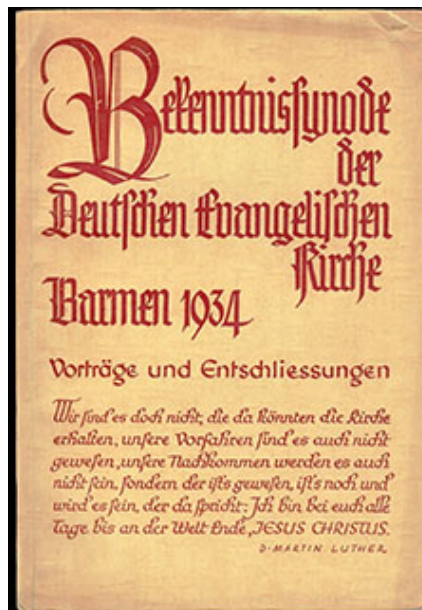 Bekenntnissynode
der
Deutschen Evangelischen
Kirche
Barmen 1934
Vorträge und Entschliessungen
Wir sind es doch nicht, die da könnten die Kirche
erhalten, unsere Vorfahren sind es auch nicht
gewesen, unsere Nachkommen werden es auch
nicht sein, sondern der ists gewesen, ists noch und
wird es sein, der da spricht: Ich bin bei euch alle
Tage bis an der Welt Ende, JESUS CHRISTUS.
D. MARTIN LUTHER